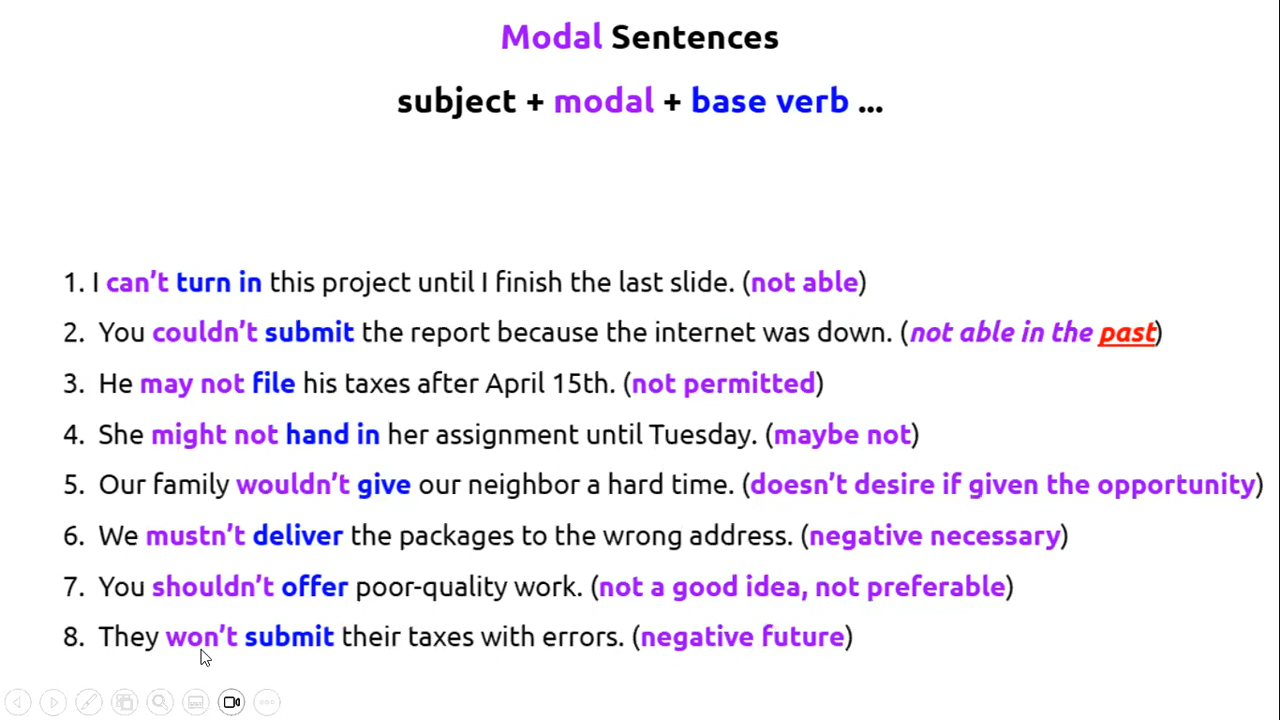 Modal Sentences
subject + modal + base verb ...
1. I can’t turn in this project until I finish the last slide. (not able)
2. You couldn’t submit the report because the internet was down. (not able in the past)
3. He may not file his taxes after April 15th. (not permitted)
4. She might not hand in her assignment until Tuesday. (maybe not)
5. Our family wouldn’t give our neighbor a hard time. (doesn’t desire if given the opportunity)
6. We mustn’t deliver the packages to the wrong address. (negative necessary)
7. You shouldn’t offer poor-quality work. (not a good idea, not preferable)
8. They won’t submit their taxes with errors. (negative future)